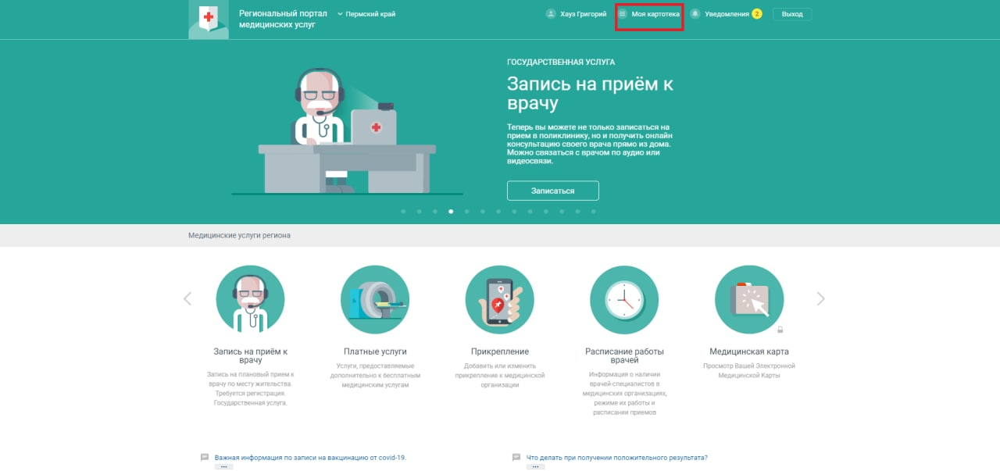 Региональный портал
медицинских услуг
Пермский край
Хауз Григорий
Моя картотека
Уведомления 2
Выход
ГОСУДАРСТВЕННАЯ УСЛУГА
Запись на приём к
врачу
Теперь вы можете не только записаться на
прием в поликлинику, но и получить онлайн
консультацию своего врача прямо из дома.
Можно связаться с врачом по аудио или
видеосвязи.
Записаться
Медицинские услуги региона
Запись на приём к
врачу
Запись на плановый прием к
врачу по месту жительства.
Требуется регистрация.
Государственная услуга.
Платные услуги
Услуги, предоставляемые
дополнительно к бесплатным
медицинским услугам
Прикрепление
Добавить или изменить
прикрепление к медицинской
организации
Расписание работы
врачей
Информация о наличии
врачей-специалистов в
медицинских организациях,
режиме их работы и
расписании приемов
Медицинская карта
Просмотр Вашей Электронной
Медицинской Карты
Важная информация по записи на вакцинацию от covid-19.
...
Что делать при получении положительного результата?
...